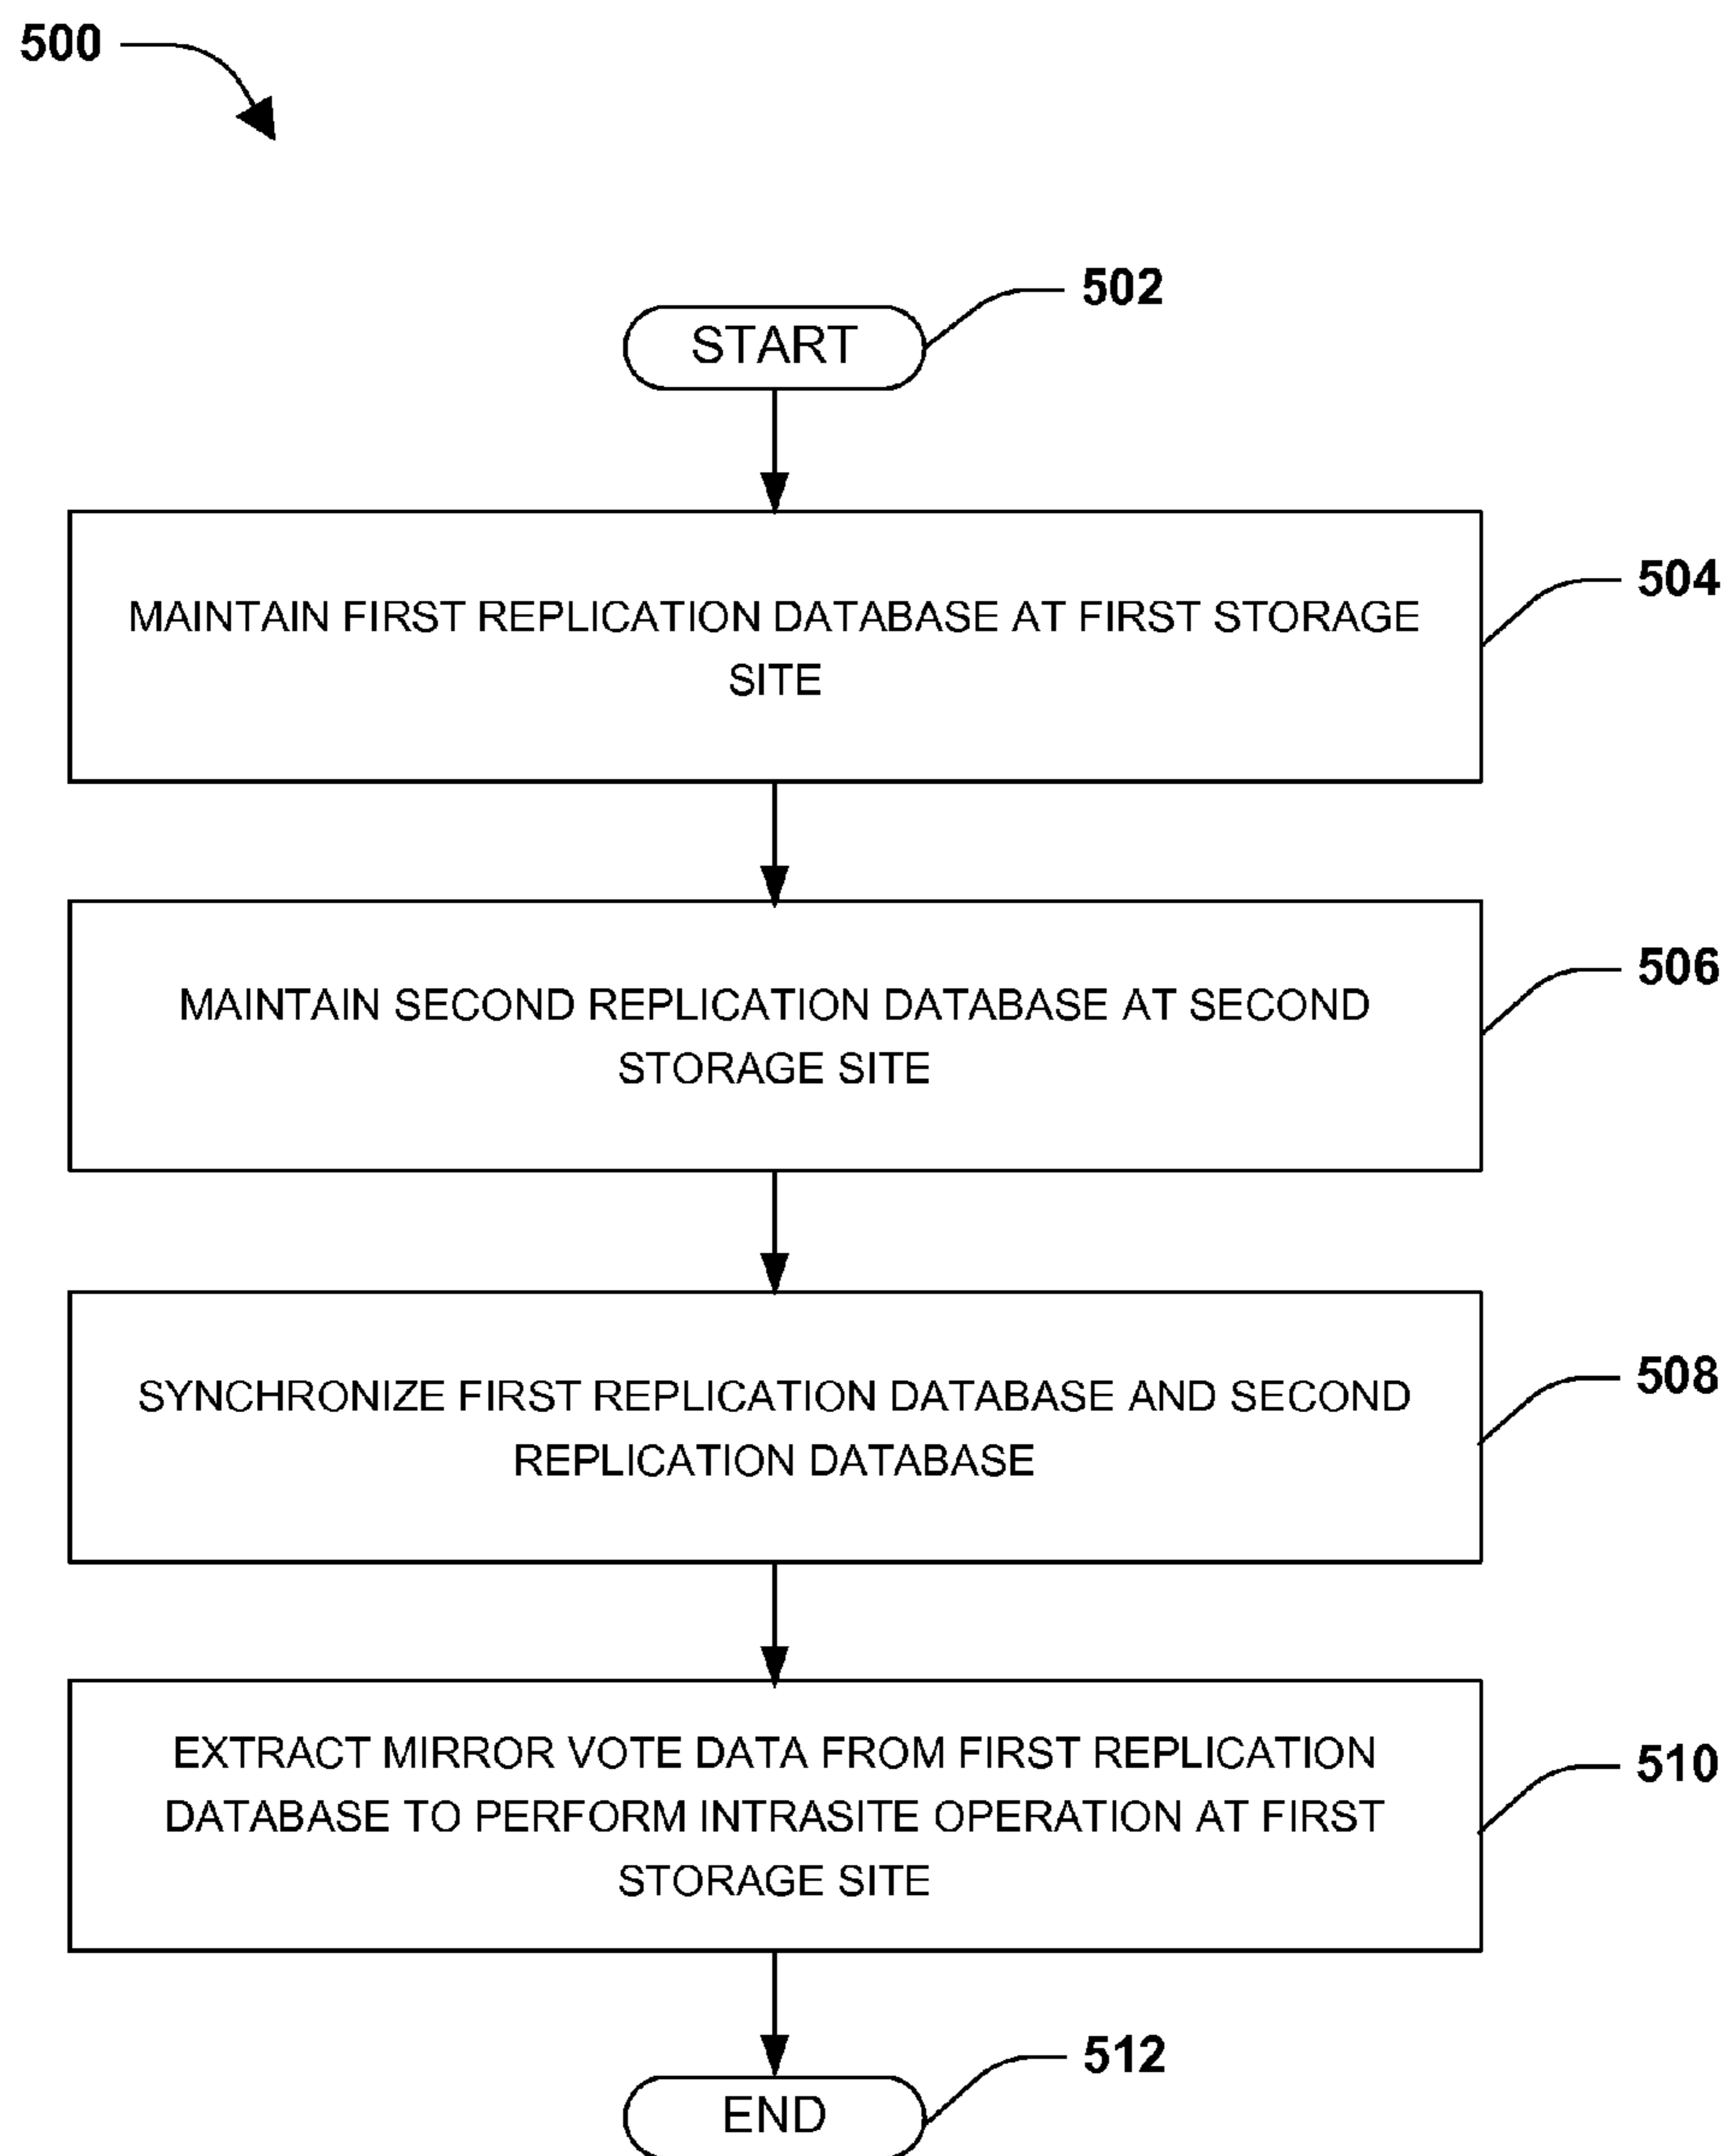 500
502
START
504
MAINTAIN FIRST REPLICATION DATABASE AT FIRST STORAGE
SITE
506
MAINTAIN SECOND REPLICATION DATABASE AT SECOND
STORAGE SITE
508
SYNCHRONIZE FIRST REPLICATION DATABASE AND SECOND
REPLICATION DATABASE
510
EXTRACT MIRROR VOTE DATA FROM FIRST REPLICATION
DATABASE TO PERFORM INTRASITE OPERATION AT FIRST
STORAGE SITE
512
END